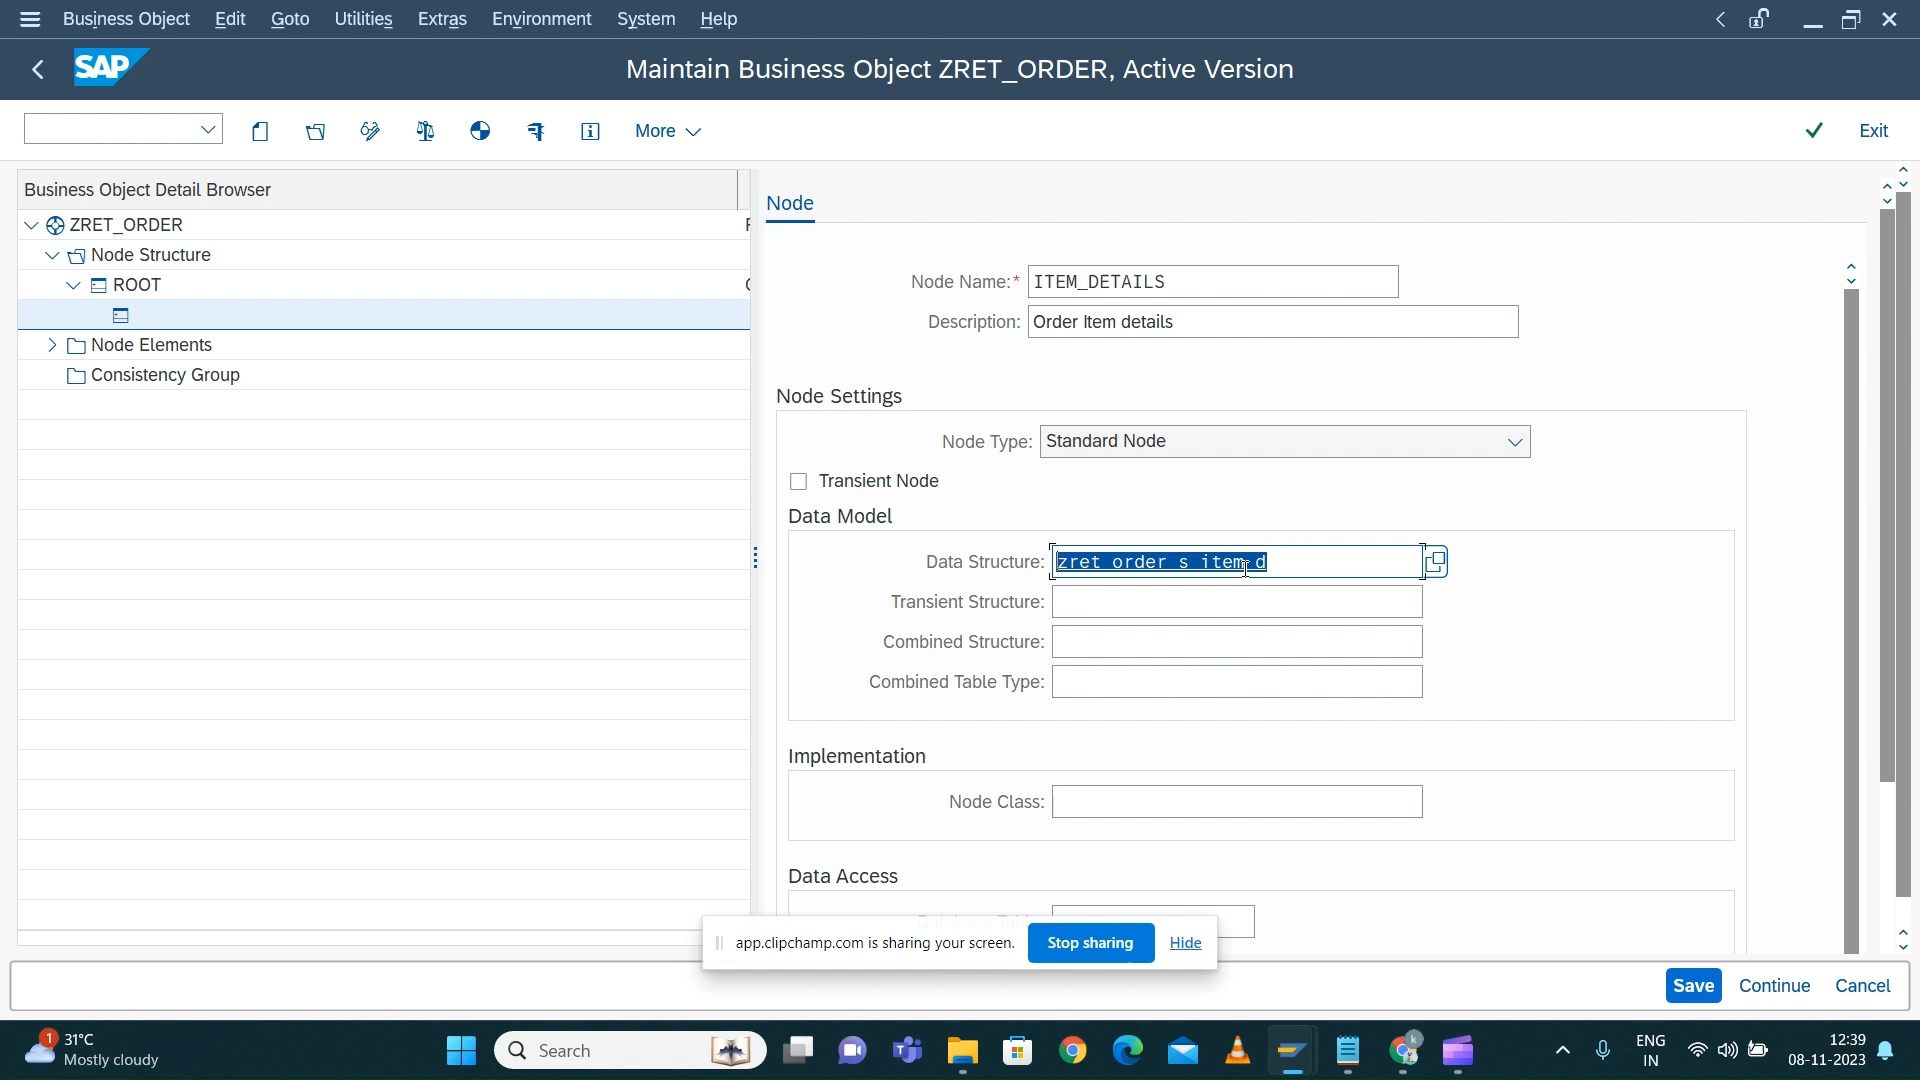 Business Object Edit Goto Utilities Extras Environment System Help
SAP
Maintain Business Object ZRET_ORDER, Active Version
More
Exit
Business Object Detail Browser
ZRET_ORDER
Node Structure
ROOT
Node Elements
Consistency Group
Node
Node Name:* ITEM_DETAILS
Description: Order Item details
Node Settings
Node Type: Standard Node
Transient Node
Data Model
Data Structure: zret_order_s_item_d
Transient Structure:
Combined Structure:
Combined Table Type:
Implementation
Node Class:
Data Access
app.clipchamp.com is sharing your screen. Stop sharing Hide
Save Continue Cancel
1 31°C
Mostly cloudy
Search
ENG
IN
12:39
08-11-2023